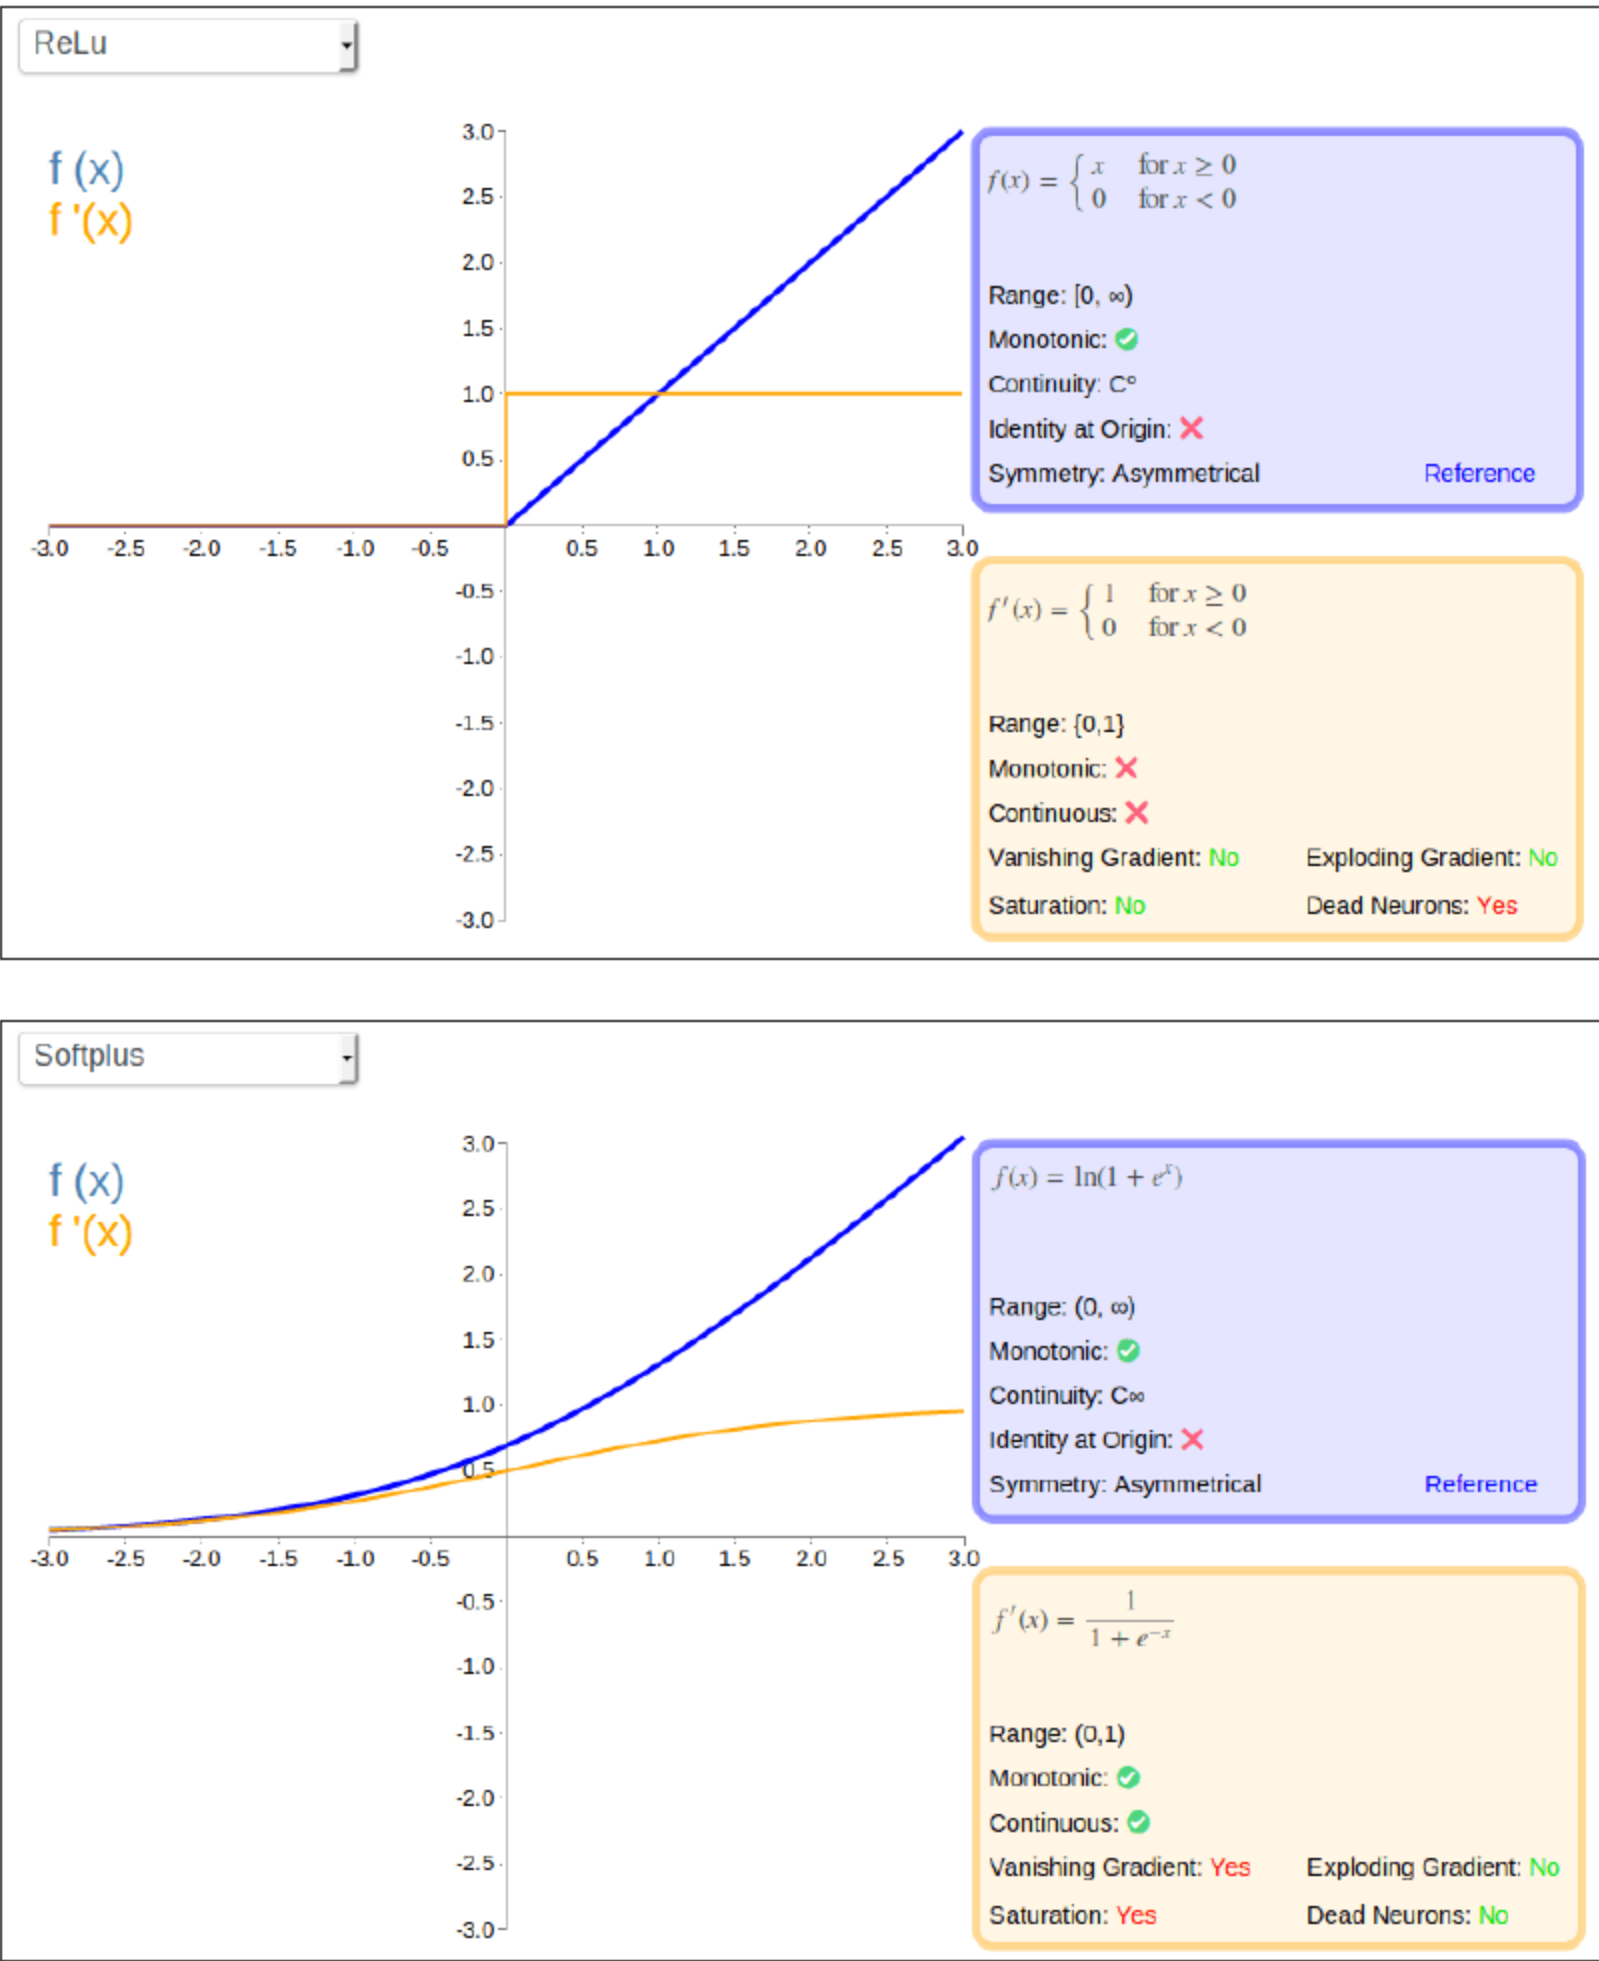 ReLu
f (x)
f '(x)
3.0
2.5
2.0
1.5
1.0
0.5
-3.0 -2.5 -2.0 -1.5 -1.0 -0.5 0.5 1.0 1.5 2.0 2.5 3.0
-0.5
-1.0
-1.5
-2.0
-2.5
-3.0
f(x) = { x for x ≥ 0
0 for x < 0
Range: [0, ∞)
Monotonic: ✅
Continuity: C⁰
Identity at Origin: ❌
Symmetry: Asymmetrical Reference
f′(x) = { 1 for x ≥ 0
0 for x < 0
Range: {0,1}
Monotonic: ❌
Continuous: ❌
Vanishing Gradient: No Exploding Gradient: No
Saturation: No Dead Neurons: Yes
Softplus
f (x)
f '(x)
3.0
2.5
2.0
1.5
1.0
0.5
-3.0 -2.5 -2.0 -1.5 -1.0 -0.5 0.5 1.0 1.5 2.0 2.5 3.0
-0.5
-1.0
-1.5
-2.0
-2.5
-3.0
f(x) = ln(1 + eˣ)
Range: (0, ∞)
Monotonic: ✅
Continuity: C∞
Identity at Origin: ❌
Symmetry: Asymmetrical Reference
f′(x) = 1
1 + e⁻ˣ
Range: (0,1)
Monotonic: ✅
Continuous: ✅
Vanishing Gradient: Yes Exploding Gradient: No
Saturation: Yes Dead Neurons: No